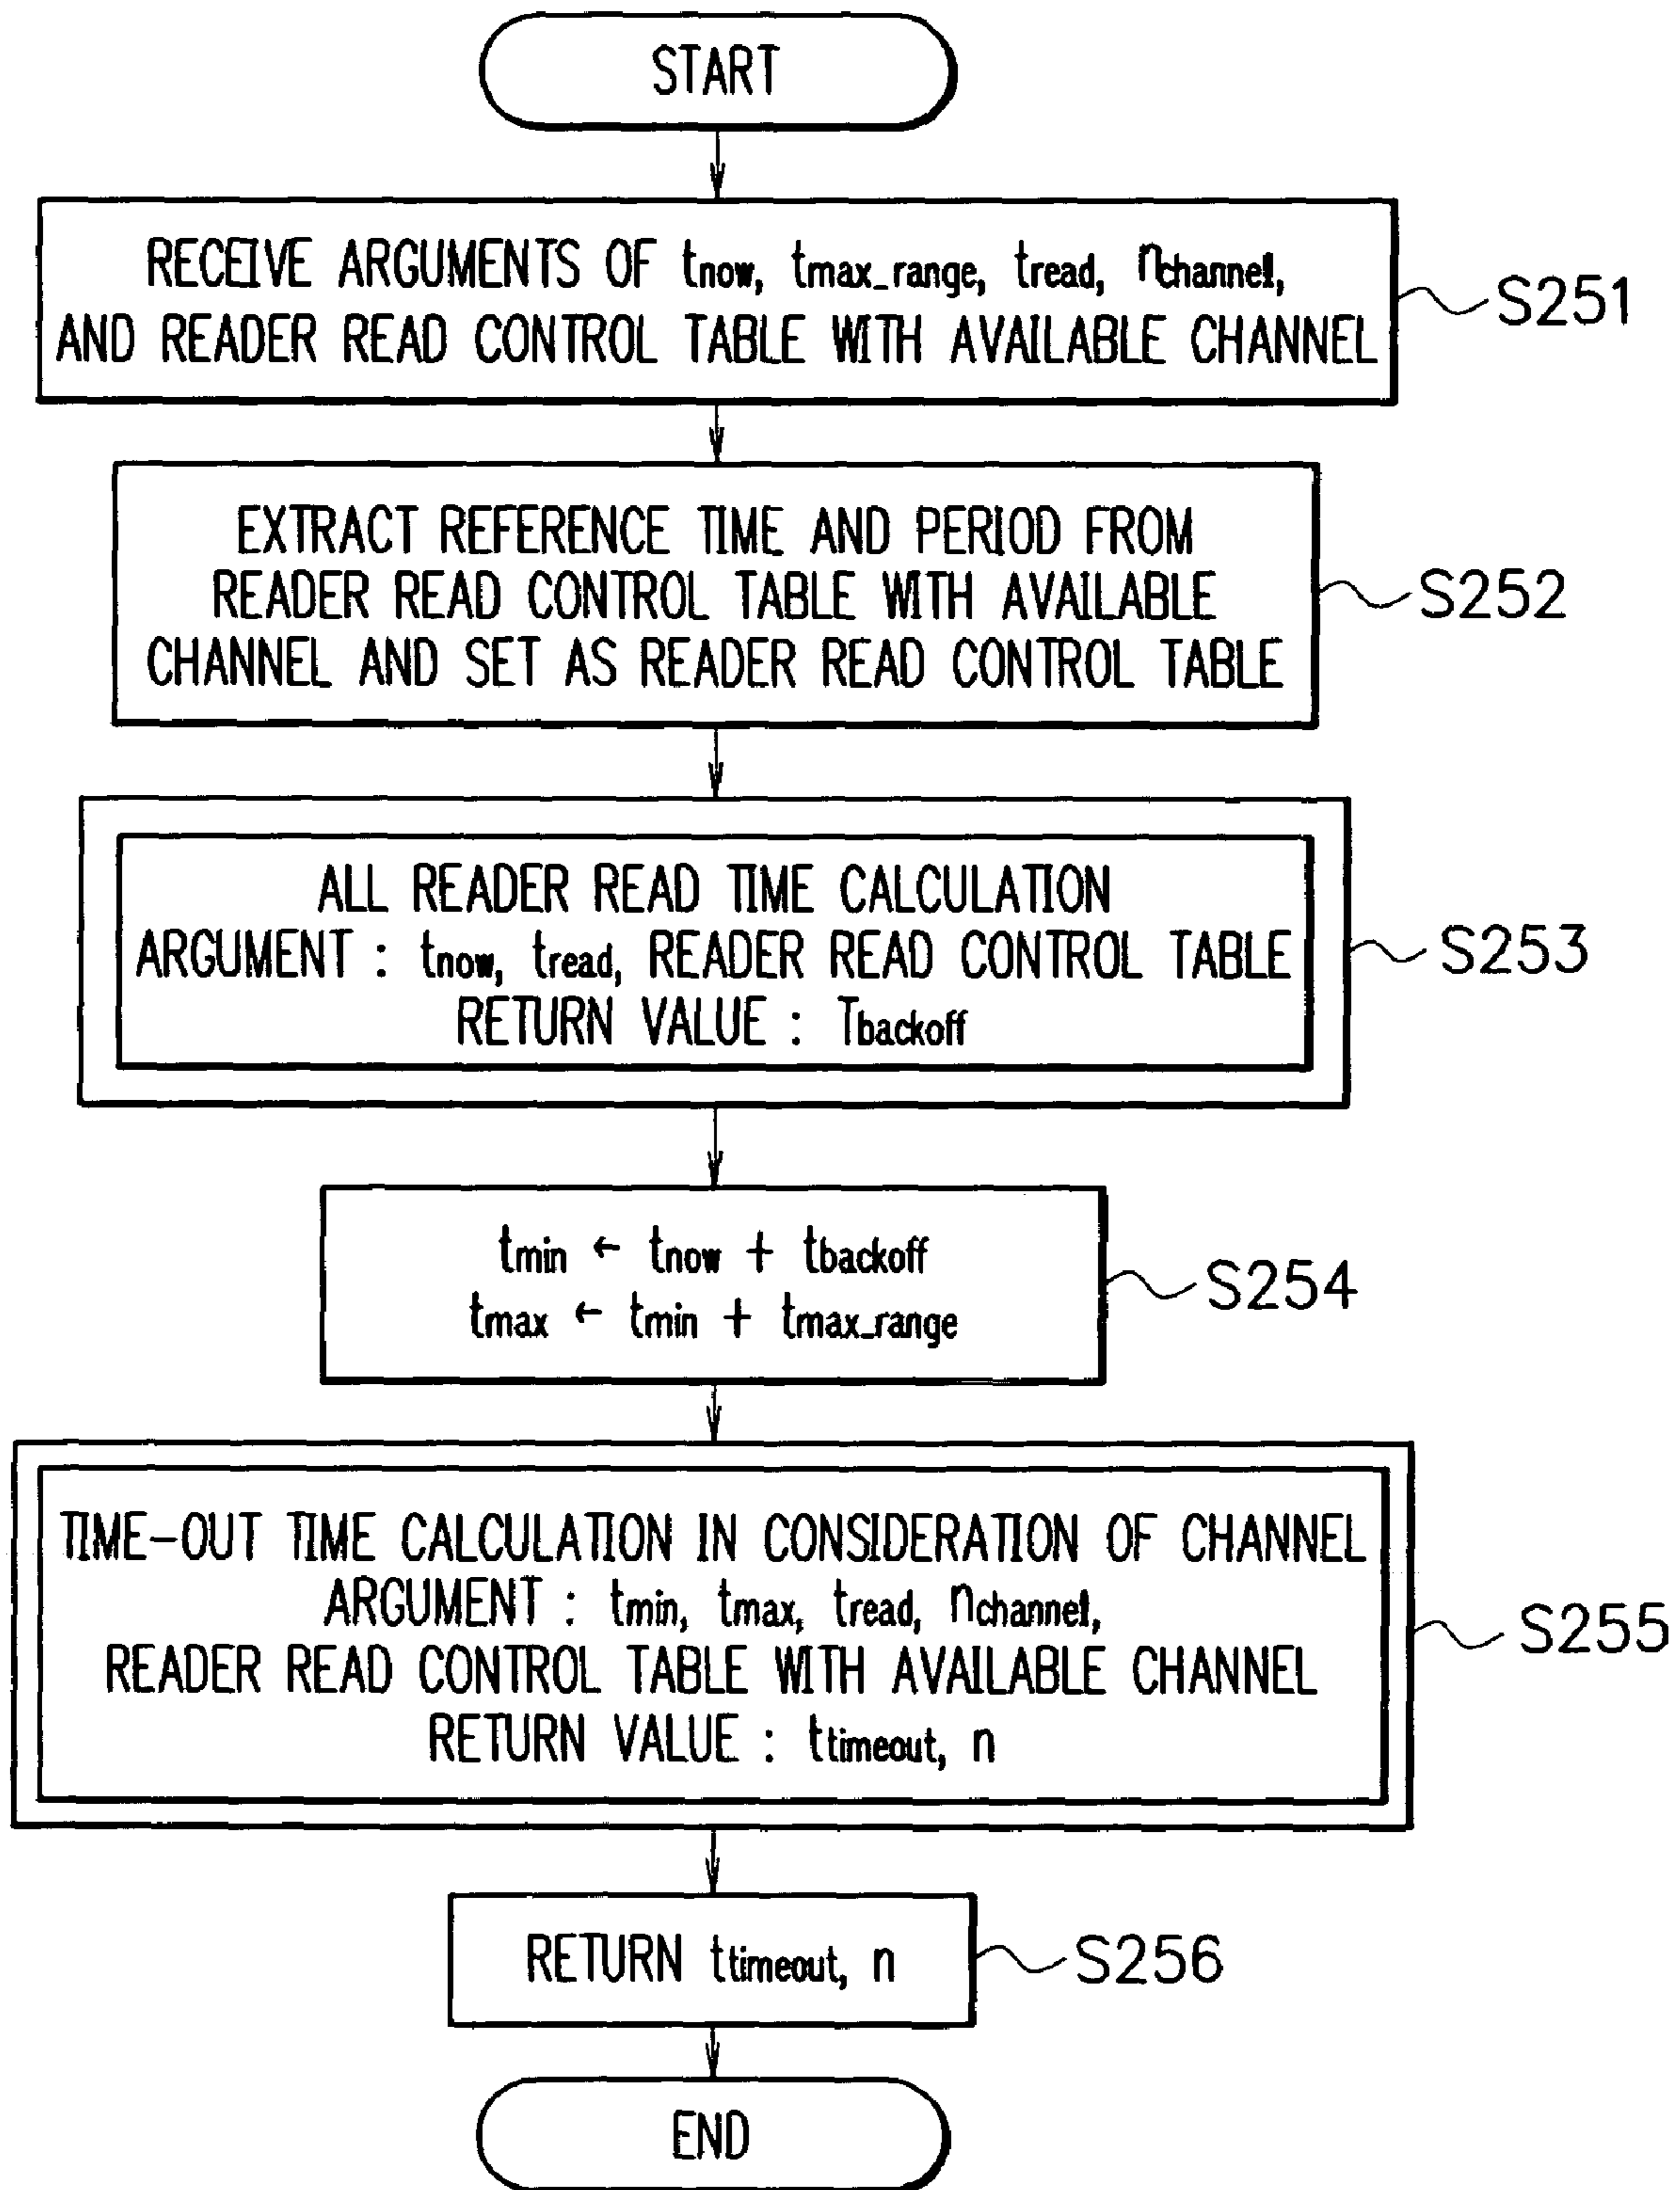 START
RECEIVE ARGUMENTS OF tnow, tmax_range, tread, nchannel,
AND READER READ CONTROL TABLE WITH AVAILABLE CHANNEL
S251
EXTRACT REFERENCE TIME AND PERIOD FROM
READER READ CONTROL TABLE WITH AVAILABLE
CHANNEL AND SET AS READER READ CONTROL TABLE
S252
ALL READER READ TIME CALCULATION
ARGUMENT : tnow, tread, READER READ CONTROL TABLE
RETURN VALUE : Tbackoff
S253
tmin ← tnow + tbackoff
tmax ← tmin + tmax_range
S254
TIME-OUT TIME CALCULATION IN CONSIDERATION OF CHANNEL
ARGUMENT : tmin, tmax, tread, nchannel,
READER READ CONTROL TABLE WITH AVAILABLE CHANNEL
RETURN VALUE : ttimeout, n
S255
RETURN ttimeout, n
S256
END